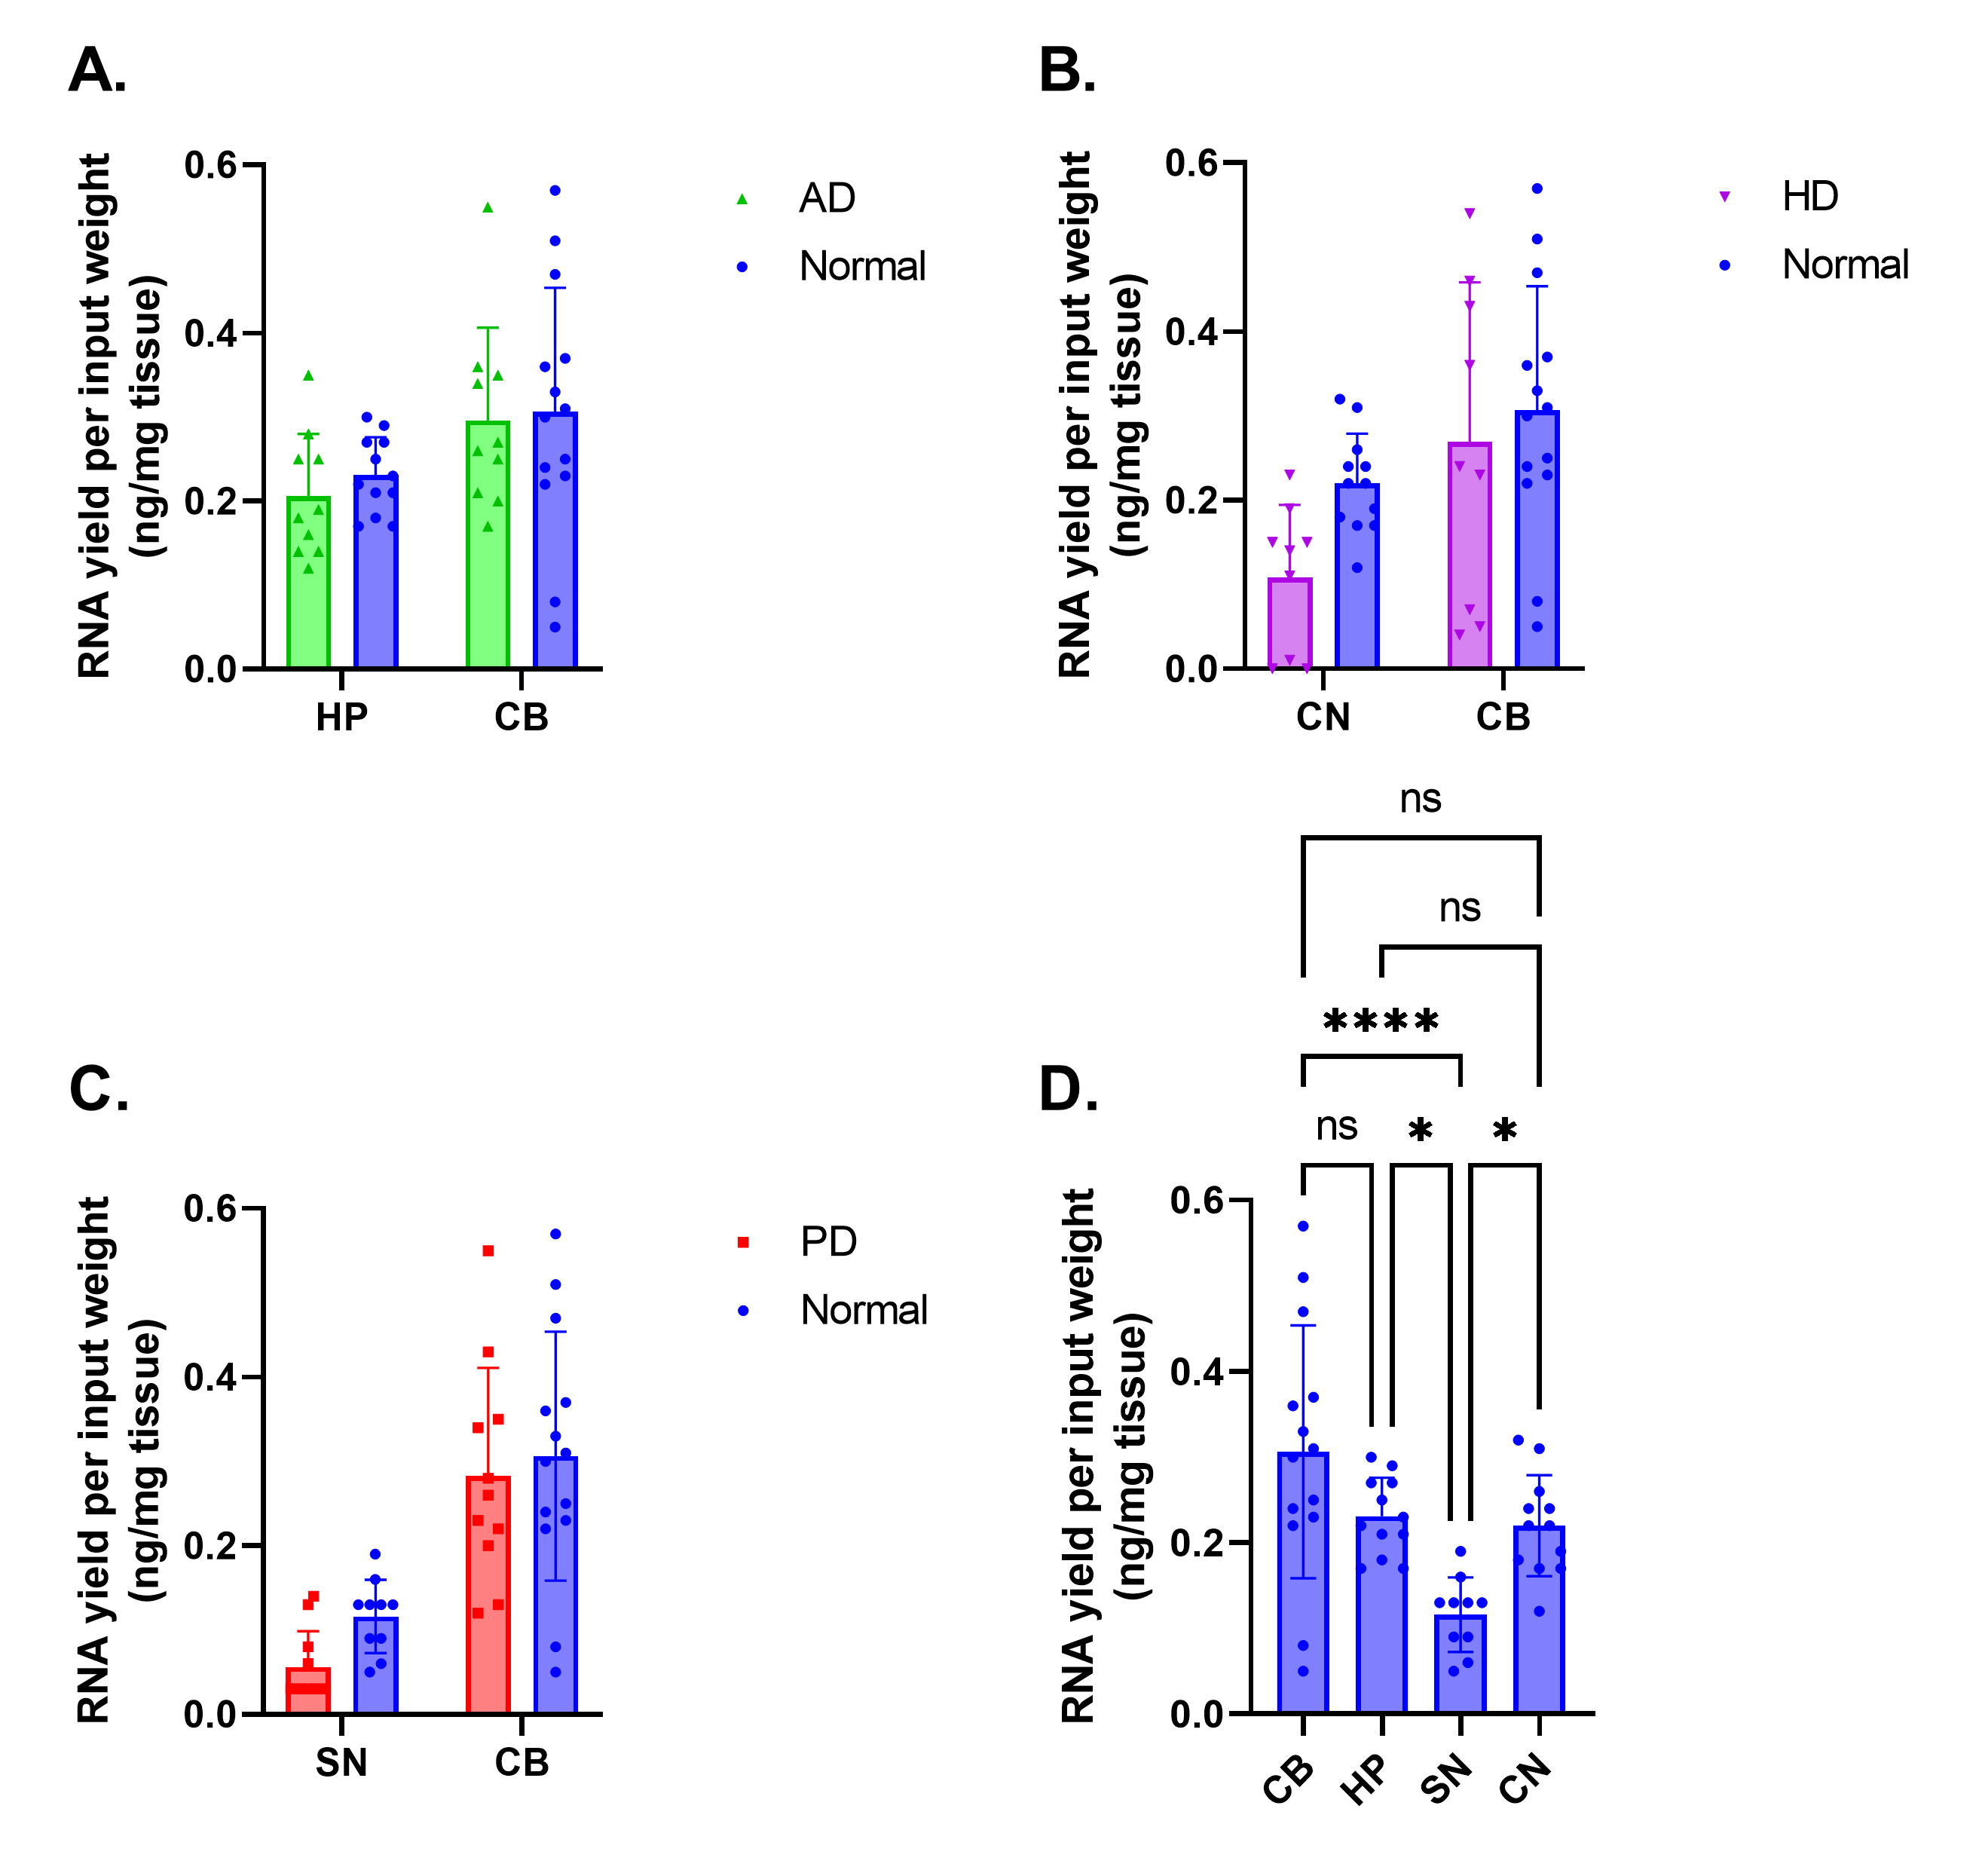 A.
RNA yield per input weight
(ng/mg tissue)
0.6
0.4
0.2
0.0
HP
CB
AD
Normal
B.
RNA yield per input weight
(ng/mg tissue)
0.6
0.4
0.2
0.0
CN
CB
HD
Normal
C.
RNA yield per input weight
(ng/mg tissue)
0.6
0.4
0.2
0.0
SN
CB
PD
Normal
D.
ns
ns
****
ns
*
*
RNA yield per input weight
(ng/mg tissue)
0.6
0.4
0.2
0.0
CB
HP
SN
CN